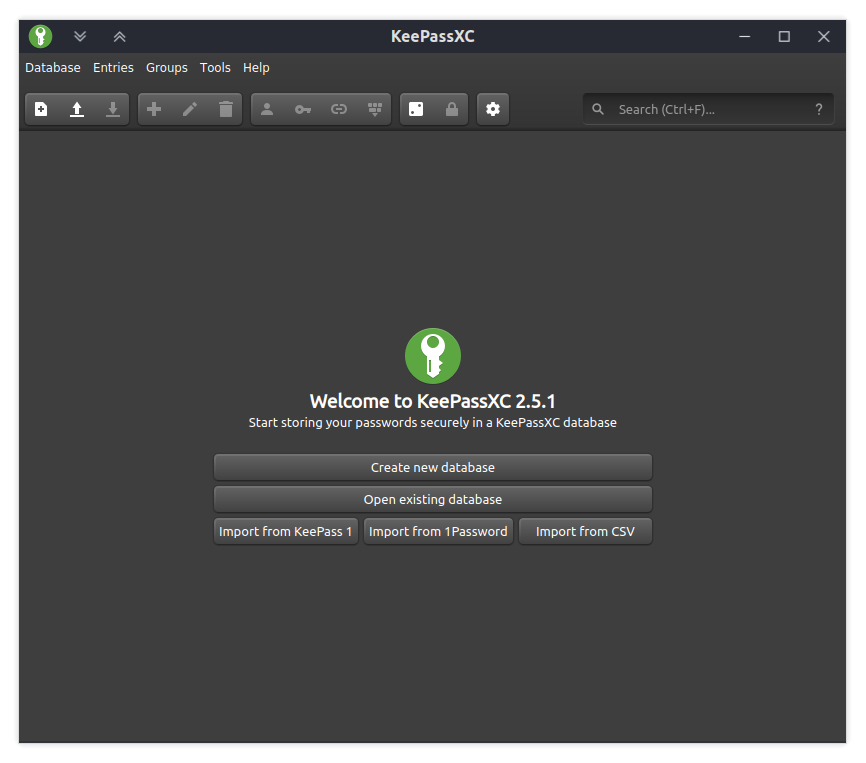 KeePassXC
Database Entries Groups Tools Help
Search (Ctrl+F)... ?
Welcome to KeePassXC 2.5.1
Start storing your passwords securely in a KeePassXC database
Create new database
Open existing database
Import from KeePass 1 Import from 1Password Import from CSV